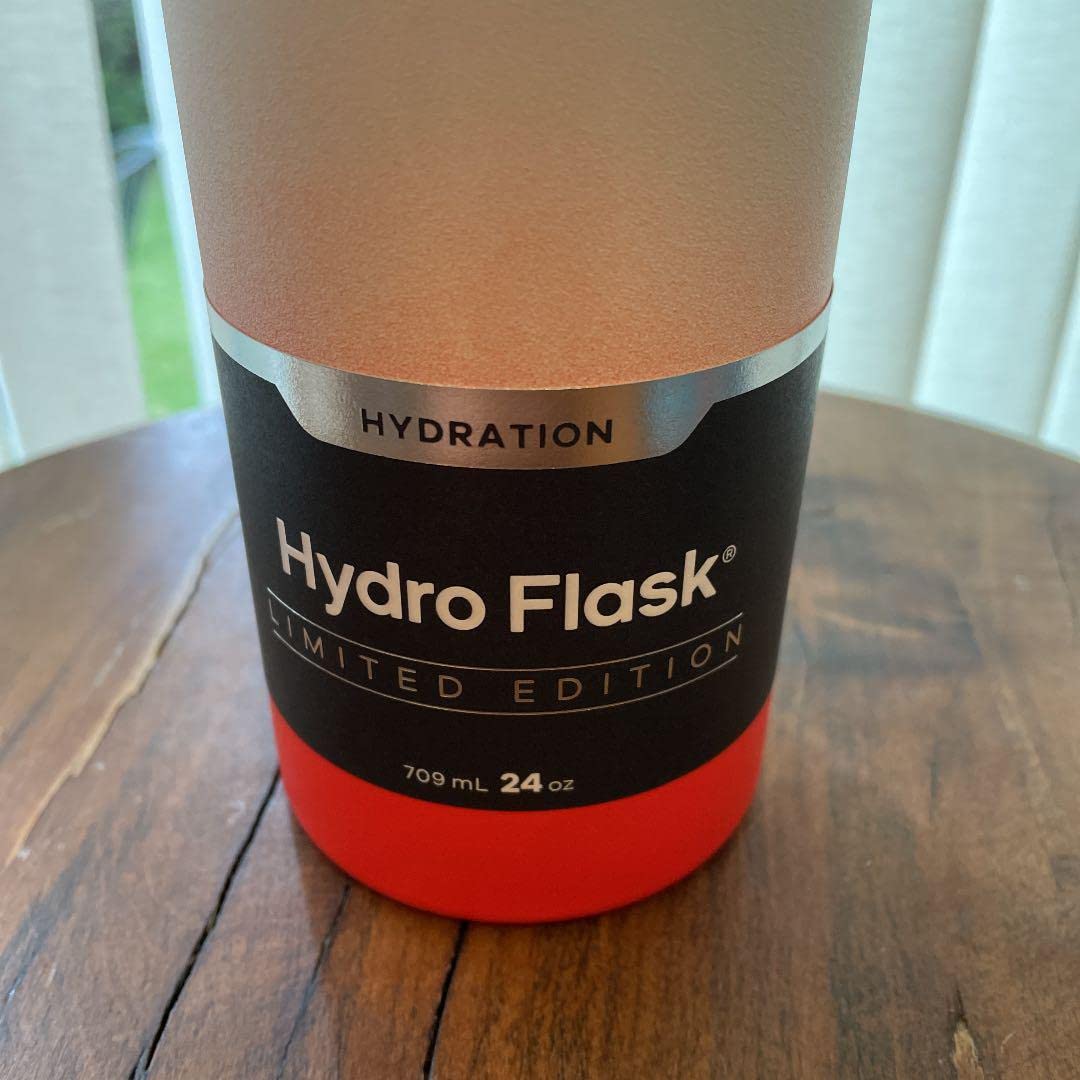 HYDRATION
Hydro Flask®
LIMITED EDITION
709 mL 24 oz